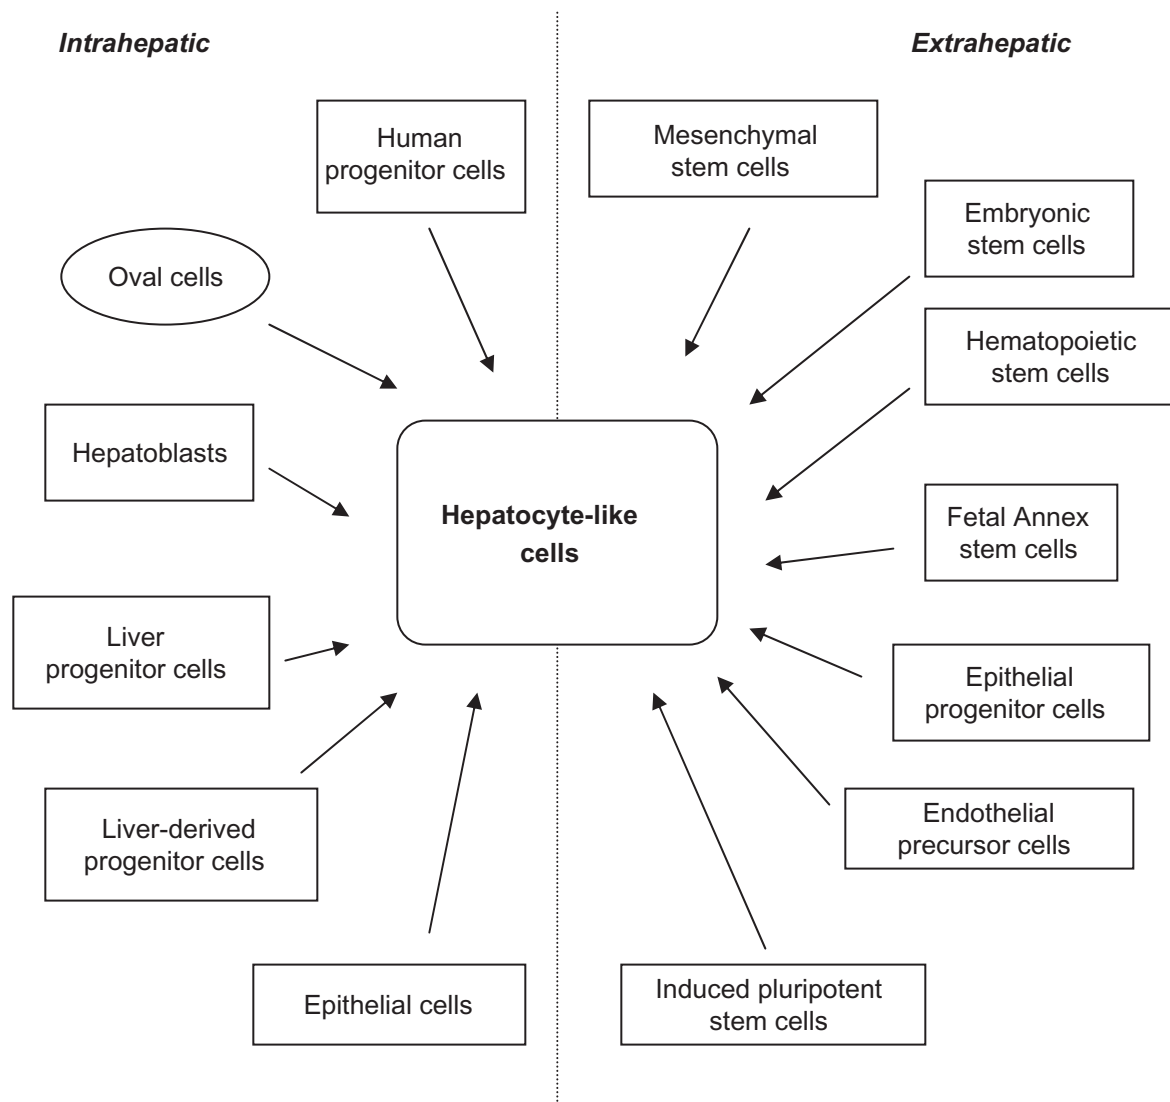 Intrahepatic
Extrahepatic
Human
progenitor cells
Mesenchymal
stem cells
Embryonic
stem cells
Oval cells
Hematopoietic
stem cells
Hepatoblasts
Hepatocyte-like
cells
Fetal Annex
stem cells
Liver
progenitor cells
Epithelial
progenitor cells
Liver-derived
progenitor cells
Endothelial
precursor cells
Epithelial cells
Induced pluripotent
stem cells